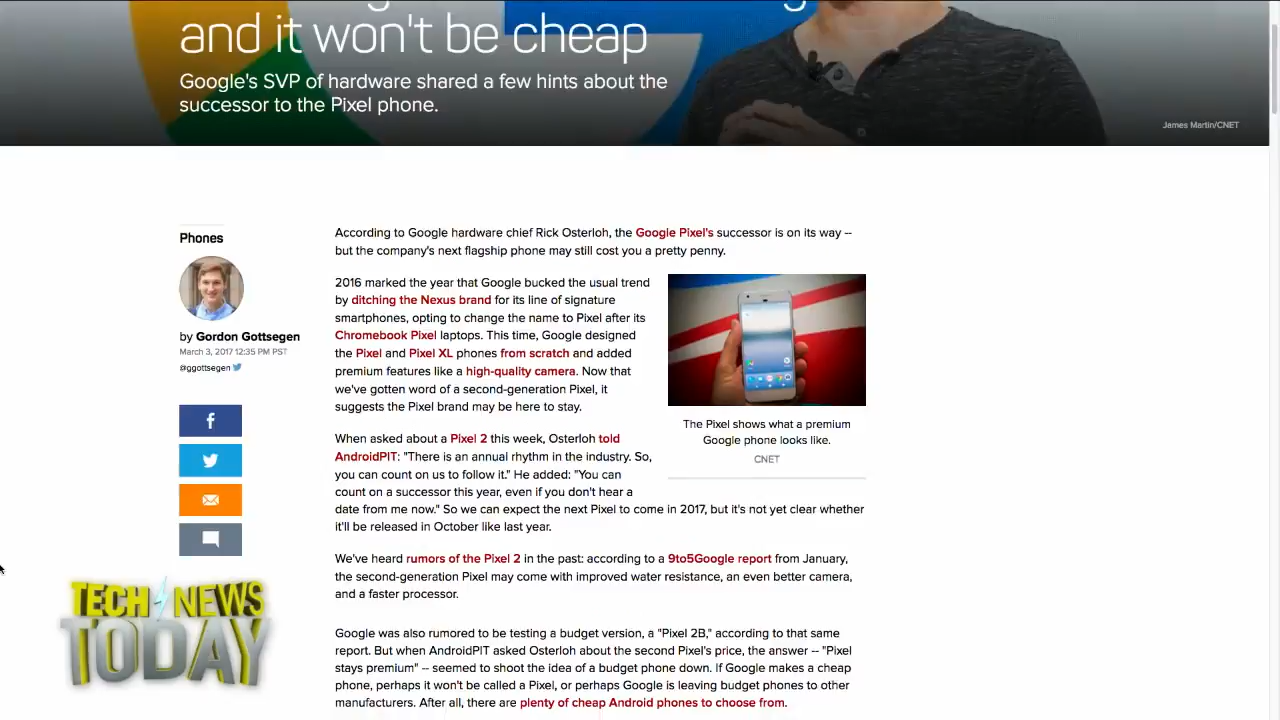 and it won't be cheap
Google's SVP of hardware shared a few hints about the
successor to the Pixel phone.
James Martin/CNET
Phones
by Gordon Gottsegen
March 3, 2017 12:35 PM PST
@ggottsegen
According to Google hardware chief Rick Osterloh, the Google Pixel's successor is on its way --
but the company's next flagship phone may still cost you a pretty penny.
2016 marked the year that Google bucked the usual trend
by ditching the Nexus brand for its line of signature
smartphones, opting to change the name to Pixel after its
Chromebook Pixel laptops. This time, Google designed
the Pixel and Pixel XL phones from scratch and added
premium features like a high-quality camera. Now that
we've gotten word of a second-generation Pixel, it
suggests the Pixel brand may be here to stay.
The Pixel shows what a premium
Google phone looks like.
CNET
When asked about a Pixel 2 this week, Osterloh told
AndroidPIT: "There is an annual rhythm in the industry. So,
you can count on us to follow it." He added: "You can
count on a successor this year, even if you don't hear a
date from me now." So we can expect the next Pixel to come in 2017, but it's not yet clear whether
it'll be released in October like last year.
We've heard rumors of the Pixel 2 in the past: according to a 9to5Google report from January,
the second-generation Pixel may come with improved water resistance, an even better camera,
and a faster processor.
Google was also rumored to be testing a budget version, a "Pixel 2B," according to that same
report. But when AndroidPIT asked Osterloh about the second Pixel's price, the answer -- "Pixel
stays premium" -- seemed to shoot the idea of a budget phone down. If Google makes a cheap
phone, perhaps it won't be called a Pixel, or perhaps Google is leaving budget phones to other
manufacturers. After all, there are plenty of cheap Android phones to choose from.
TECH NEWS
TODAY